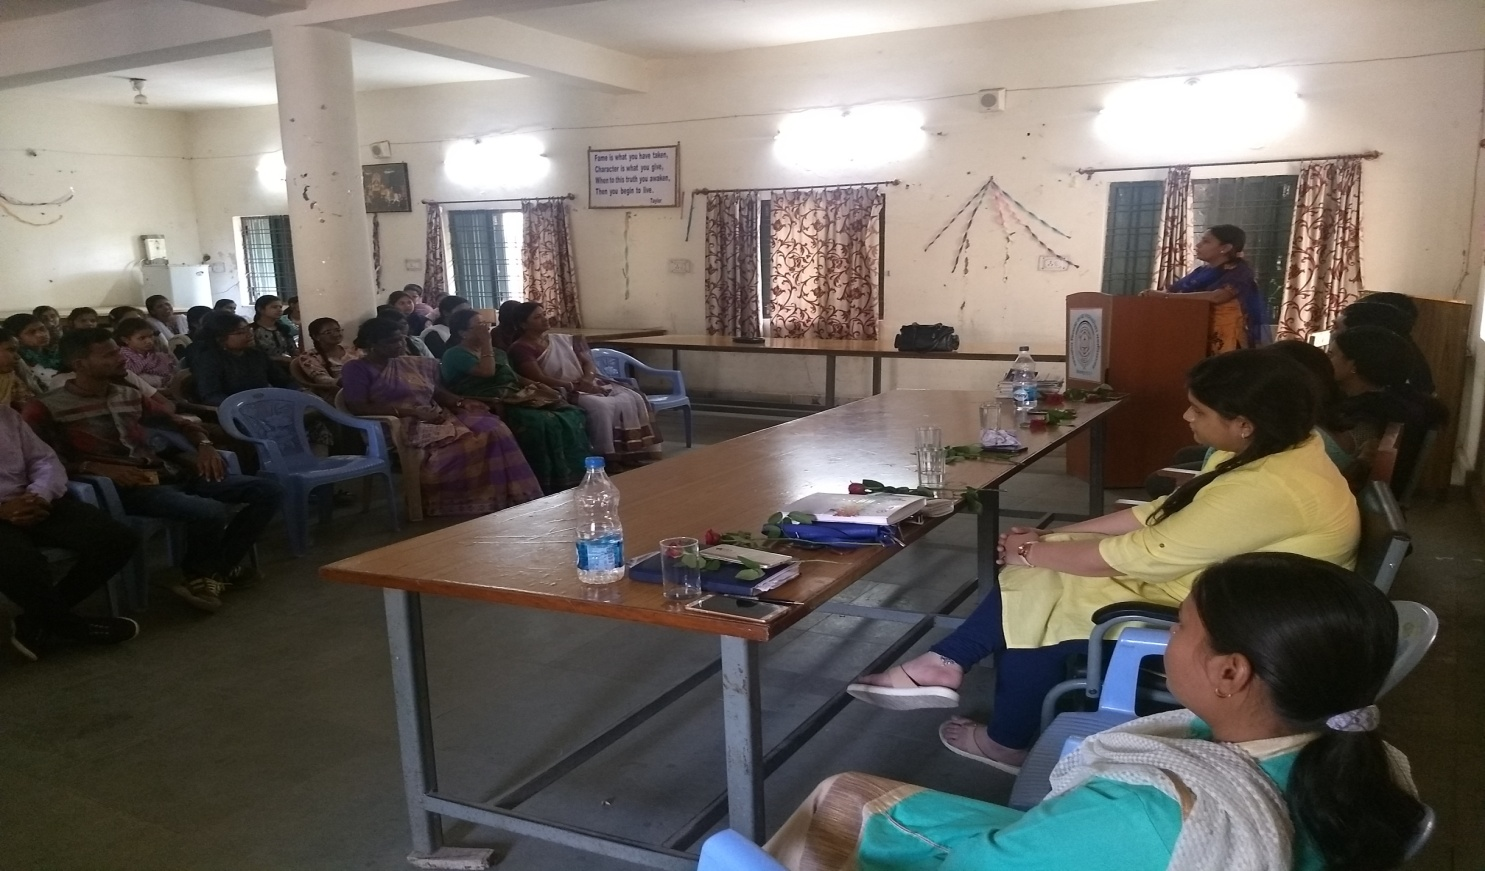 Fame is what you have taken,
Character is what you give,
When to this truth you awaken,
Then you begin to live.
Taylor